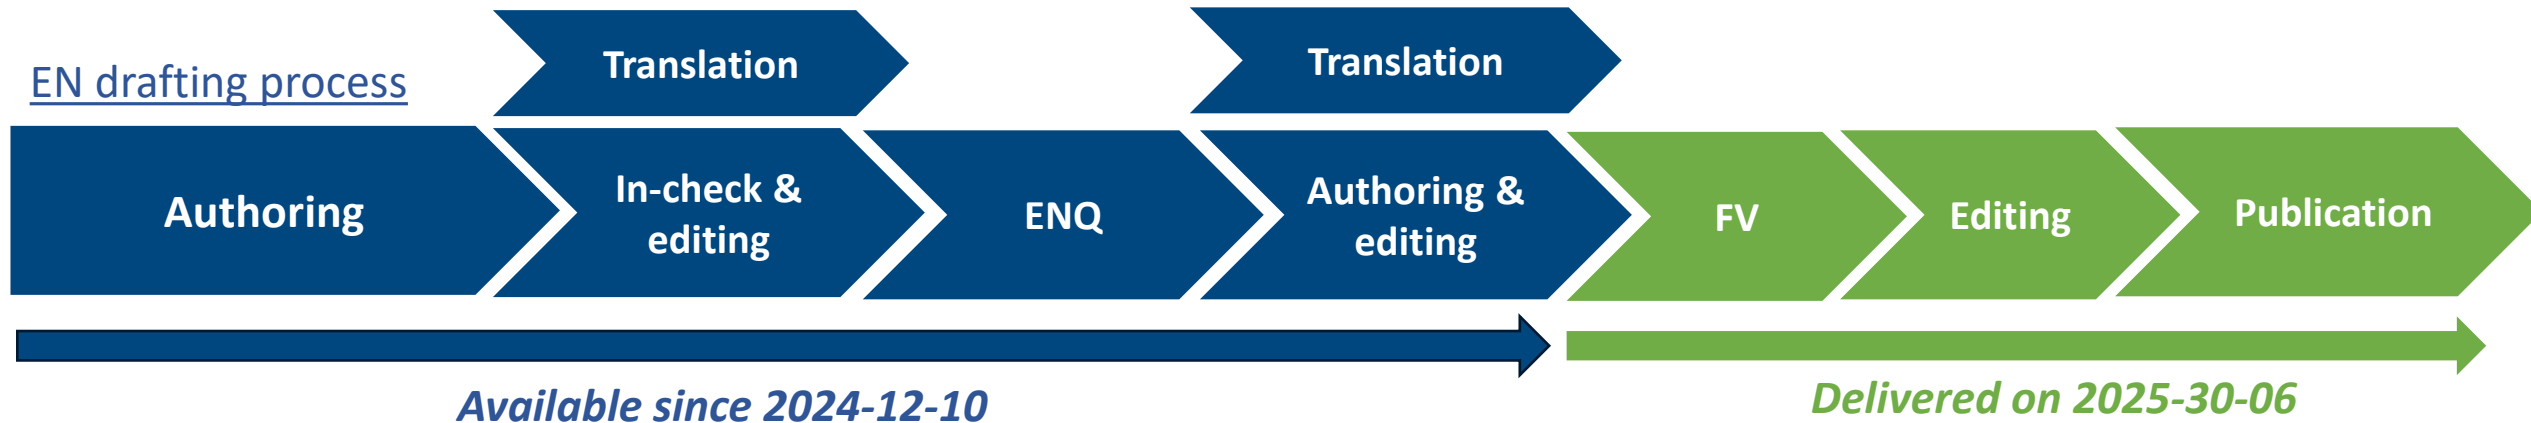 EN drafting process
Translation
Translation
Authoring
In-check &
editing
ENQ
Authoring &
editing
FV
Editing
Publication
Available since 2024-12-10
Delivered on 2025-30-06